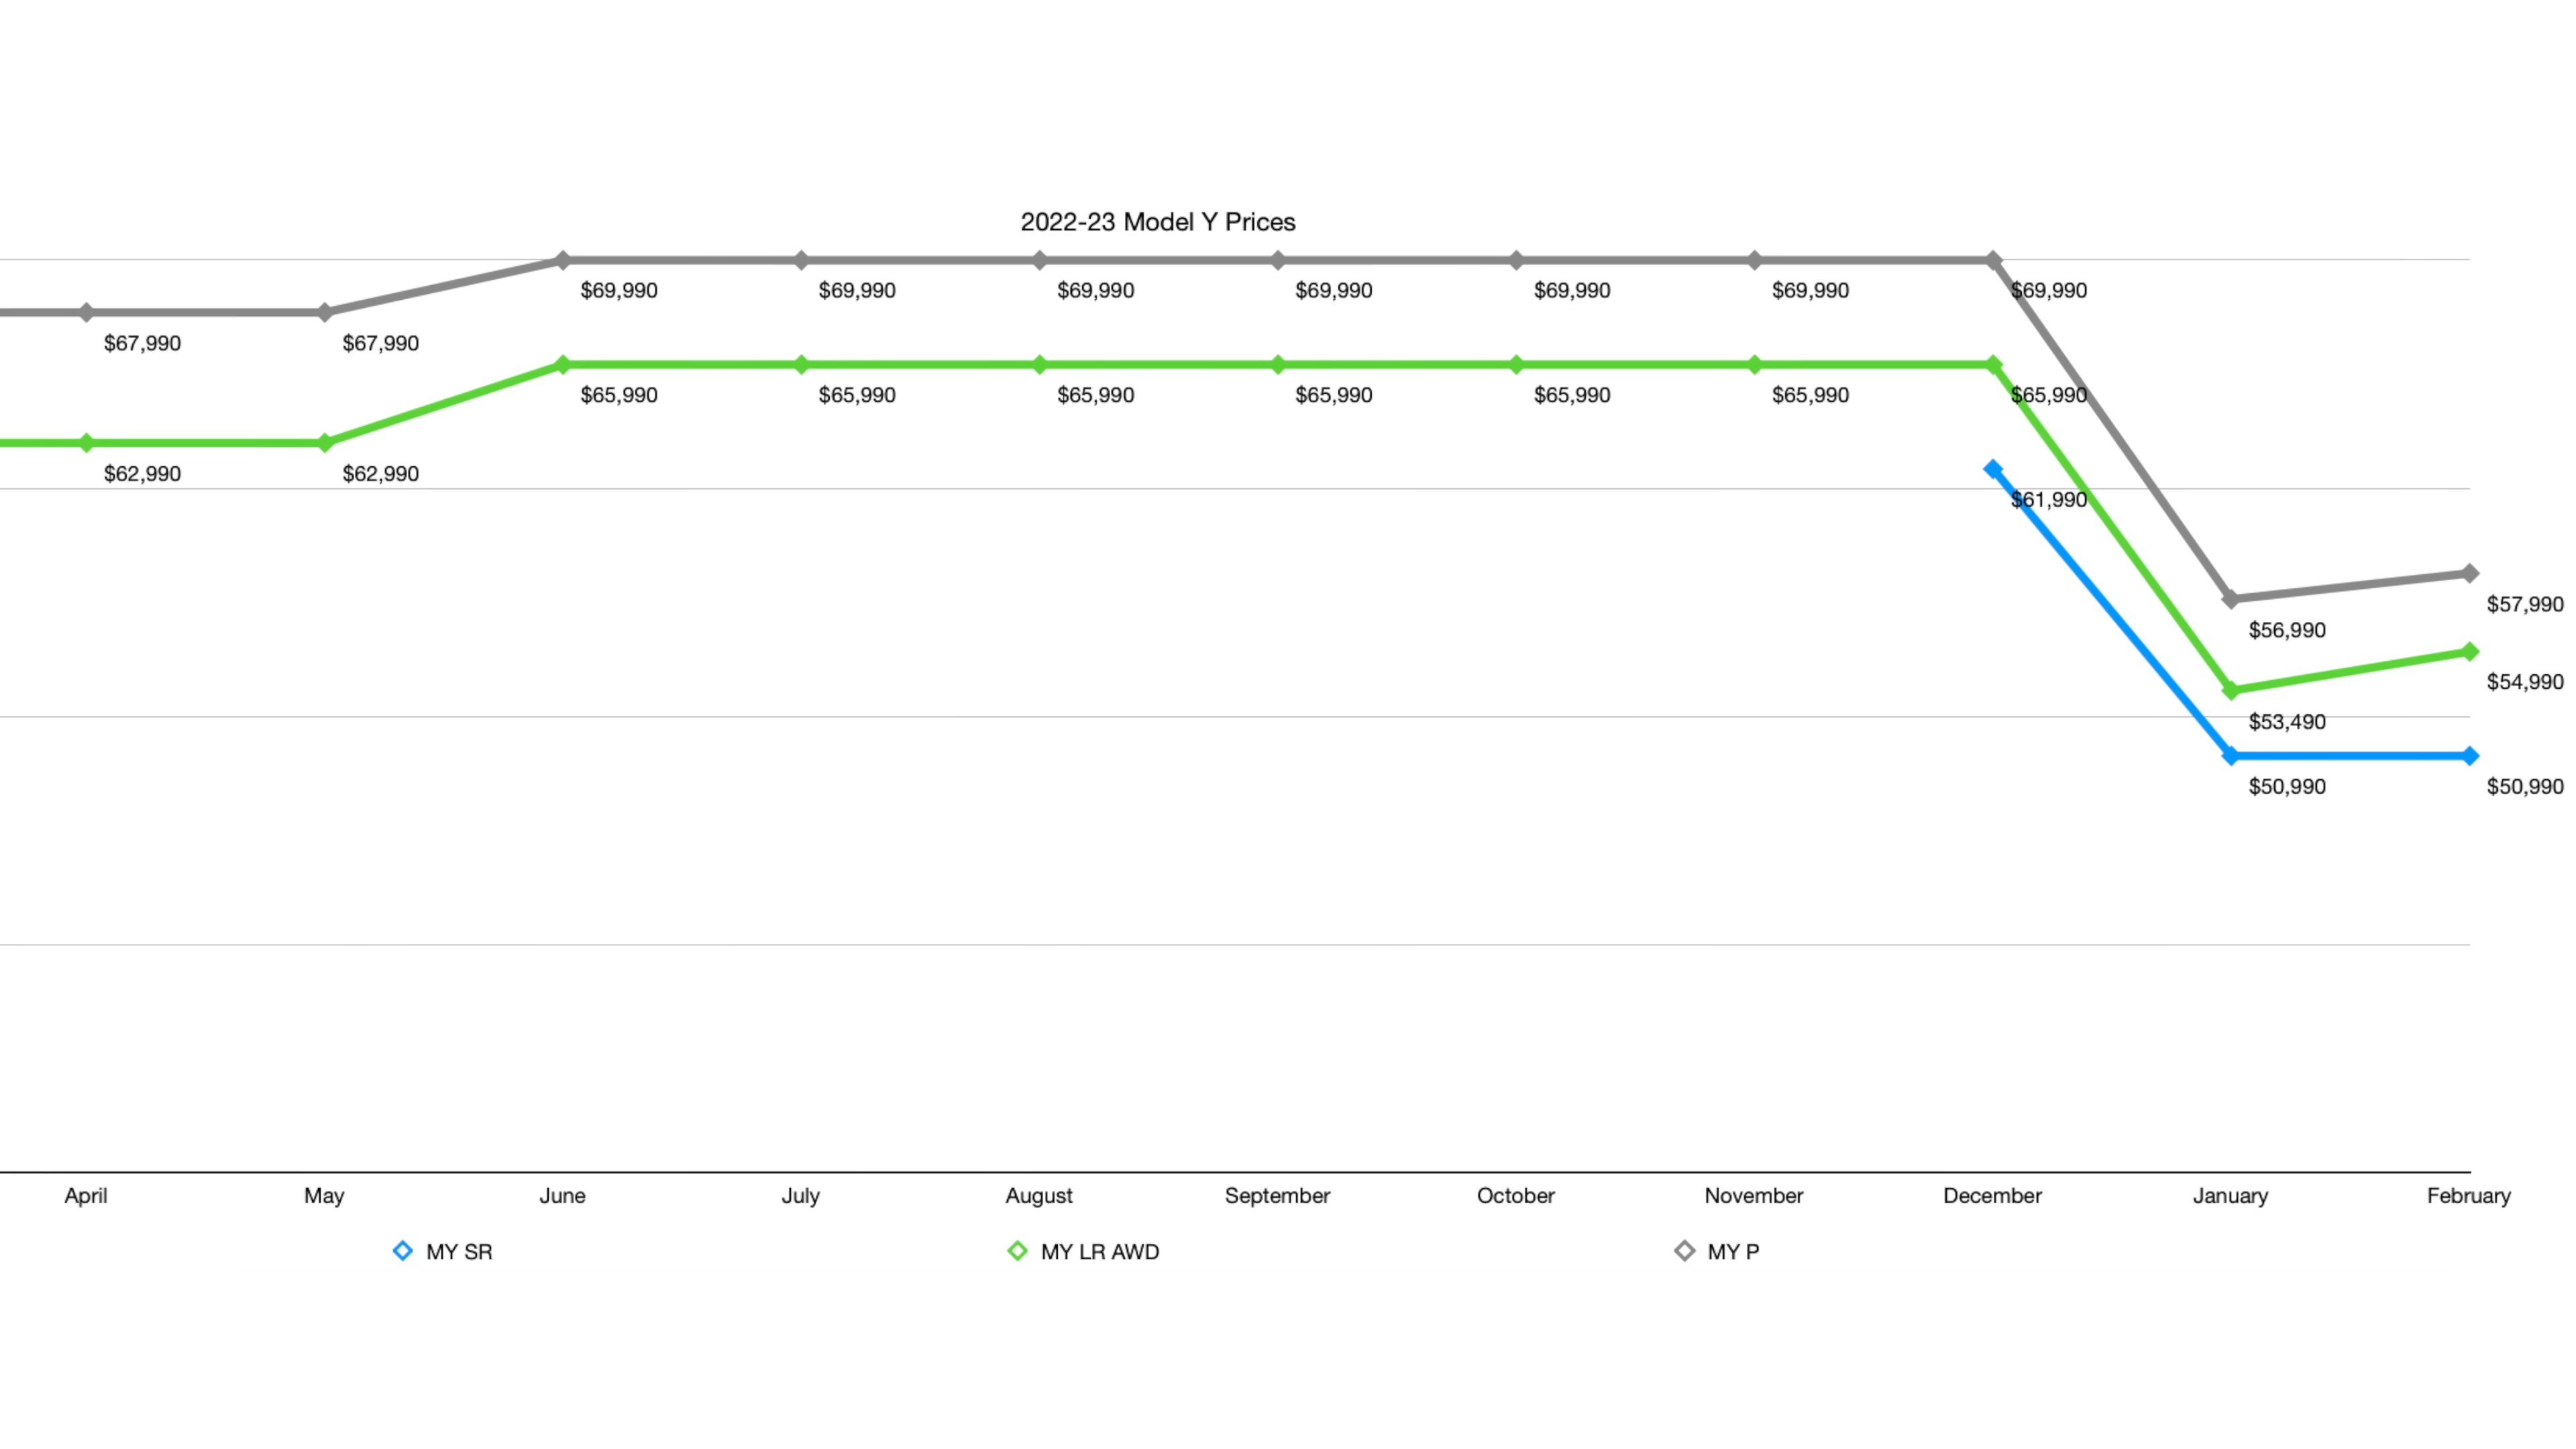 2022-23 Model Y Prices
$69,990 $69,990 $69,990 $69,990 $69,990 $69,990 $69,990
$67,990 $67,990
$65,990 $65,990 $65,990 $65,990 $65,990 $65,990 $65,990
$62,990 $62,990
$61,990
$57,990
$56,990
$54,990
$53,490
$50,990 $50,990
April May June July August September October November December January February
MY SR MY LR AWD MY P